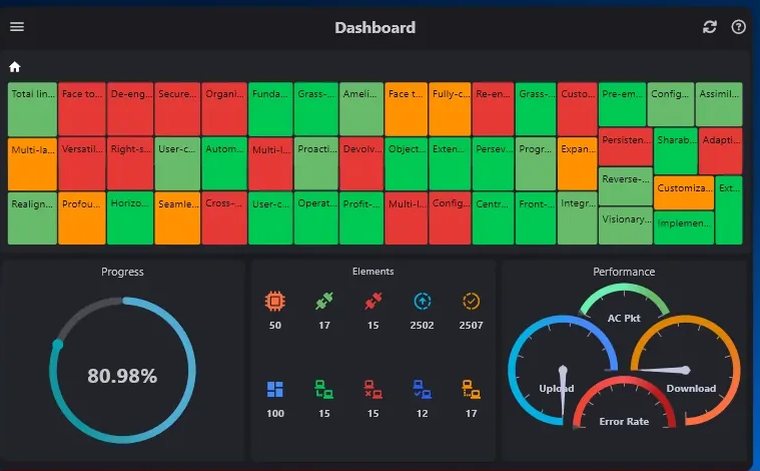 Dashboard
Total lin... Face to... De-eng... Secure... Organi... Funda... Grass-... Ameli... Face t... Fully-c... Re-en... Grass-... Custo... Pre-em... Config... Assimil...
Persisten... Sharab... Adapti...
Multi-la... Versatil... Right-s... User-c... Autom... Multi-l... Proacti... Devolv... Object... Exten... Persev... Progr... Expan...
Reverse-...
Customiza... Ext...
Realign... Profou... Horizo... Seamle... Cross-... User-c... Operat... Profit-... Multi-l... Config... Centr... Front-... Integr...
Visionary... Implemen...
Progress
80.98%
Elements
50 17 15 2502 2507
100 15 15 12 17
Performance
AC Pkt
Upload Download
Error Rate